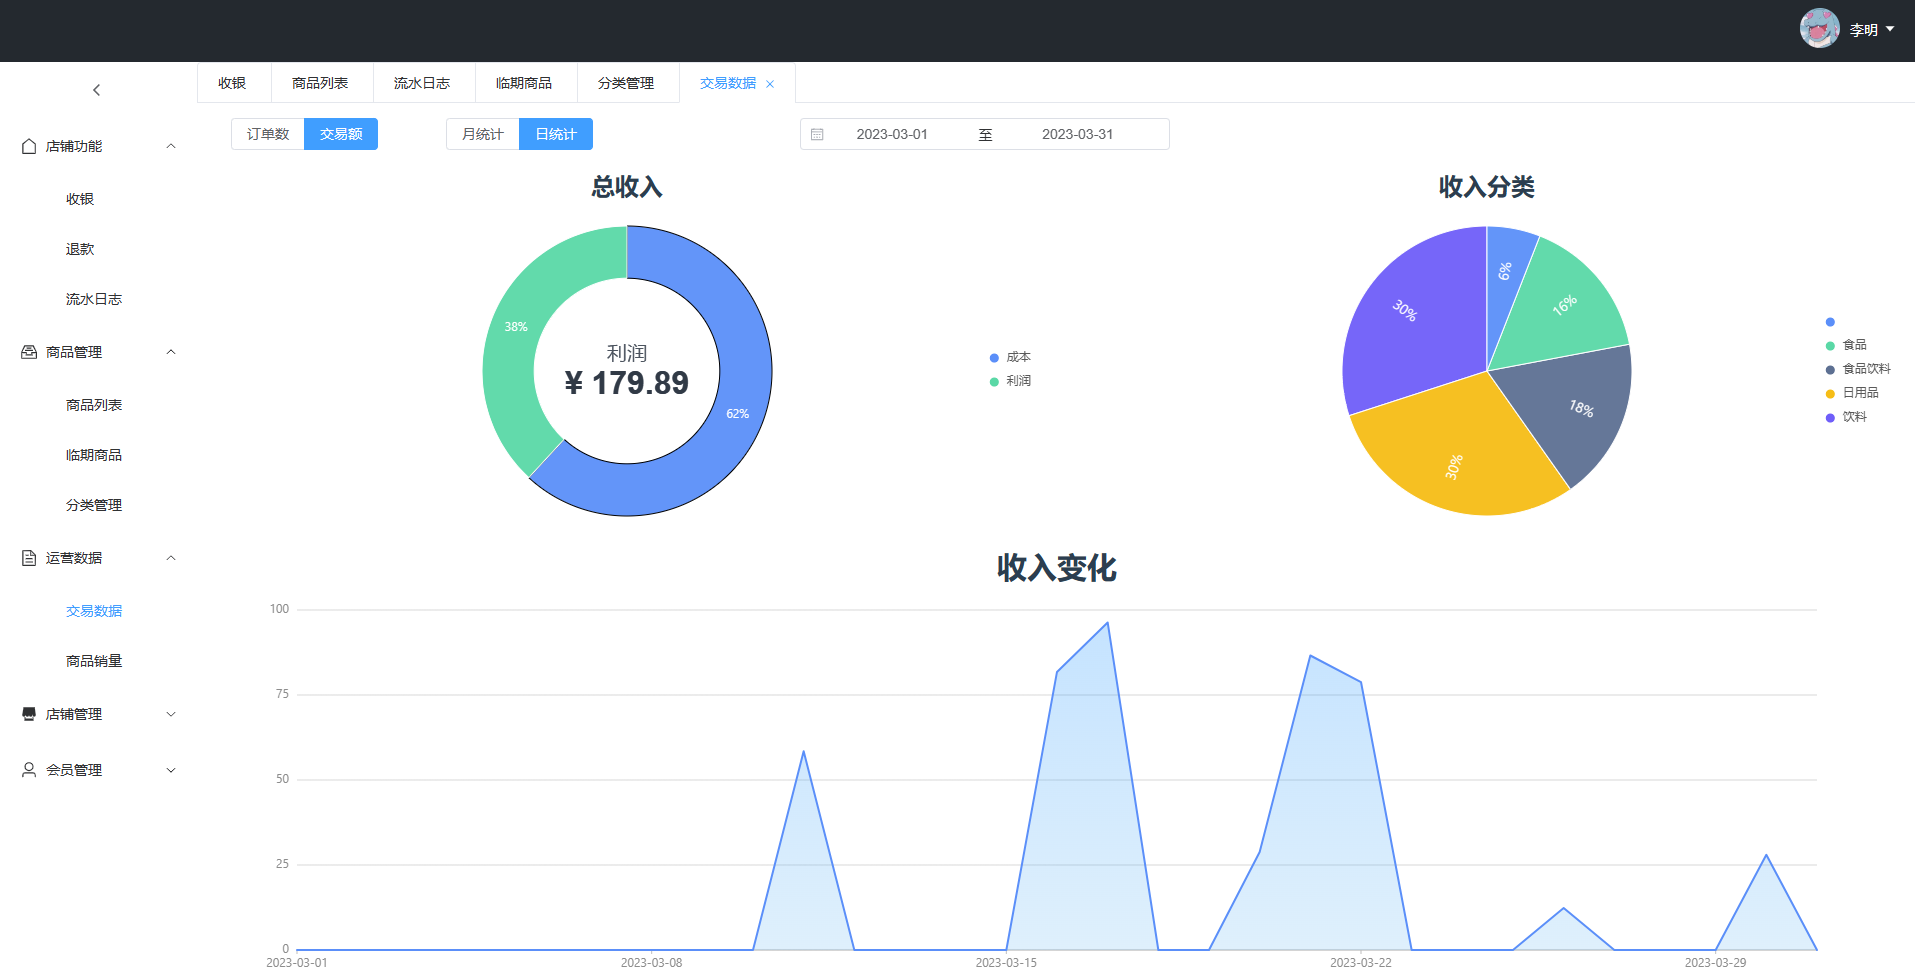 李明
收银 商品列表 流水日志 临期商品 分类管理 交易数据
店铺功能
收银
退款
流水日志
商品管理
商品列表
临期商品
分类管理
运营数据
交易数据
商品销量
店铺管理
会员管理
订单数 交易额 月统计 日统计 2023-03-01 至 2023-03-31
总收入
38%
62%
利润
¥ 179.89
成本
利润
收入分类
6%
16%
18%
30%
30%
食品
食品饮料
日用品
饮料
收入变化
100
75
50
25
0
2023-03-01 2023-03-08 2023-03-15 2023-03-22 2023-03-29